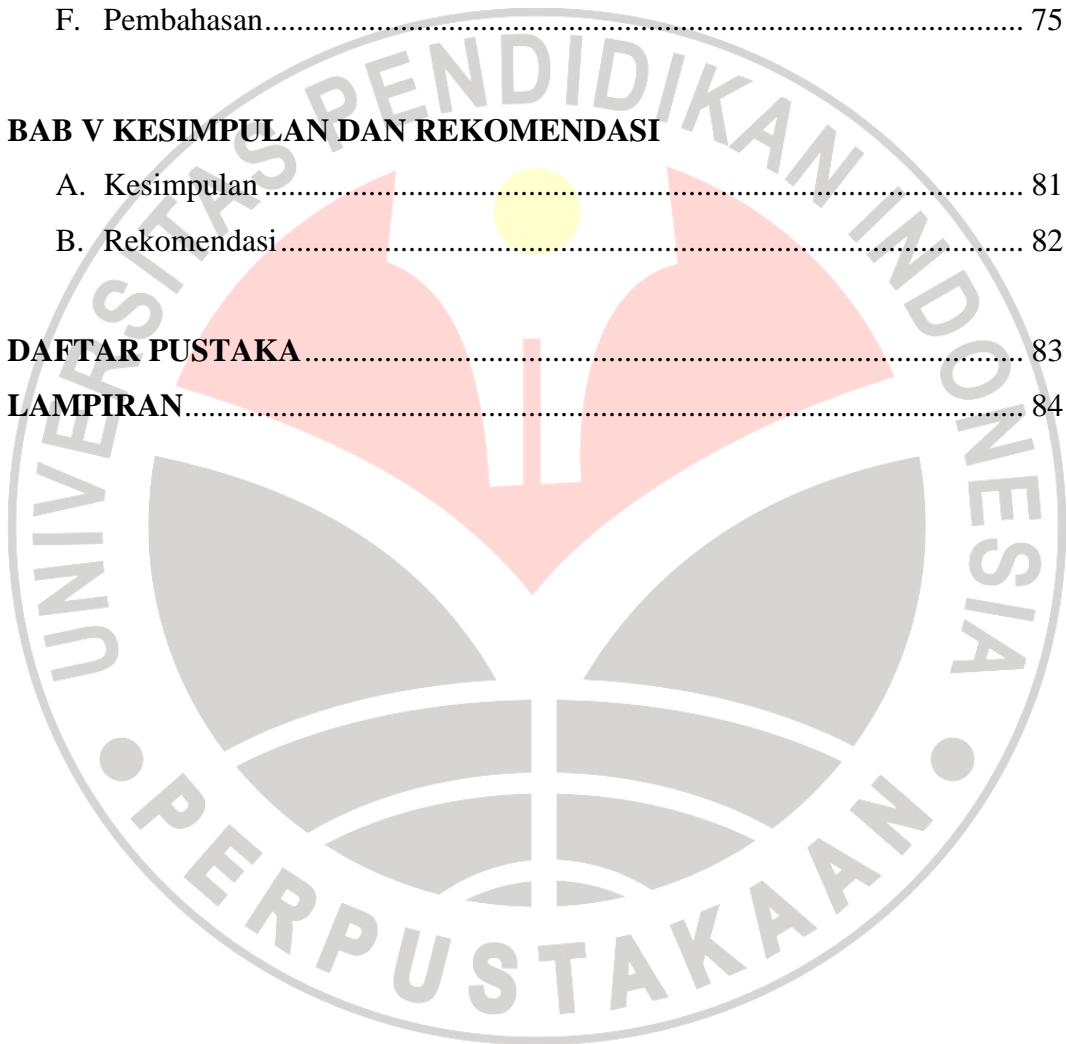 F. Pembahasan.......................................................................................... 75
BAB V KESIMPULAN DAN REKOMENDASI
A. Kesimpulan .......................................................................................... 81
B. Rekomendasi........................................................................................ 82
DAFTAR PUSTAKA.................................................................................... 83
LAMPIRAN................................................................................................... 84
UNIVERSITAS PENDIDIKAN INDONESIA
PERPUSTAKAAN